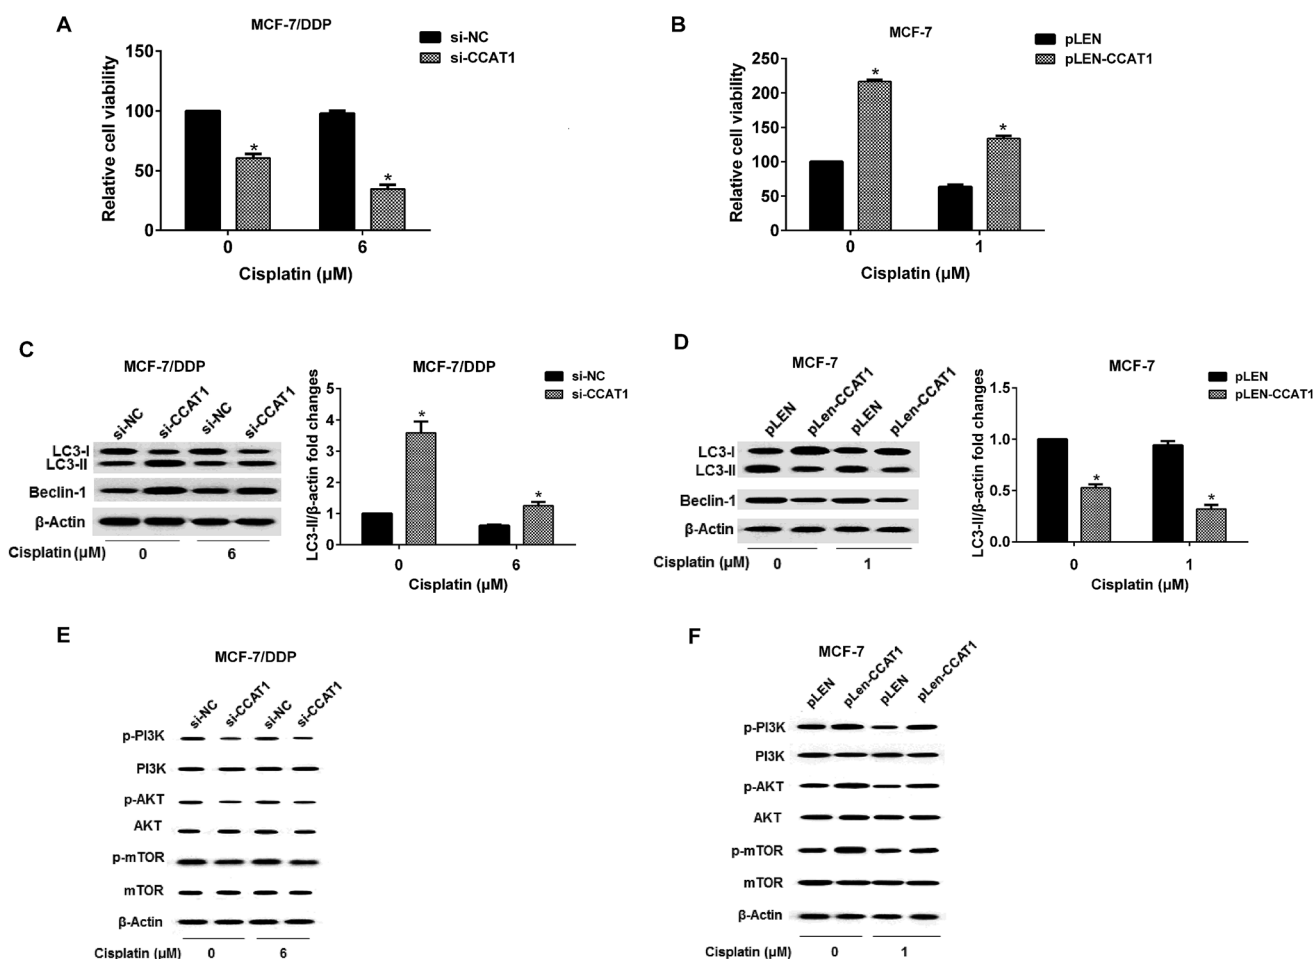 A
MCF-7/DDP
si-NC
si-CCAT1
Relative cell viability
150
100
50
0
*
*
0
6
Cisplatin (μM)
B
MCF-7
pLEN
pLEN-CCAT1
Relative cell viability
250
200
150
100
50
0
*
*
0
1
Cisplatin (μM)
C
MCF-7/DDP
si-NC
si-CCAT1
si-NC
si-CCAT1
LC3-I
LC3-II
Beclin-1
β-Actin
Cisplatin (μM)
0
6
MCF-7/DDP
si-NC
si-CCAT1
LC3-II/β-actin fold changes
5
4
3
2
1
0
*
*
0
6
Cisplatin (μM)
D
MCF-7
pLEN
pLen-CCAT1
pLEN
pLen-CCAT1
LC3-I
LC3-II
Beclin-1
β-Actin
Cisplatin (μM)
0
1
MCF-7
pLEN
pLEN-CCAT1
LC3-II/β-actin fold changes
1.5
1.0
0.5
0.0
*
*
0
1
Cisplatin (μM)
E
MCF-7/DDP
si-NC
si-CCAT1
si-NC
si-CCAT1
p-PI3K
PI3K
p-AKT
AKT
p-mTOR
mTOR
β-Actin
Cisplatin (μM)
0
6
F
MCF-7
pLEN
pLen-CCAT1
pLEN
pLen-CCAT1
p-PI3K
PI3K
p-AKT
AKT
p-mTOR
mTOR
β-Actin
Cisplatin (μM)
0
1